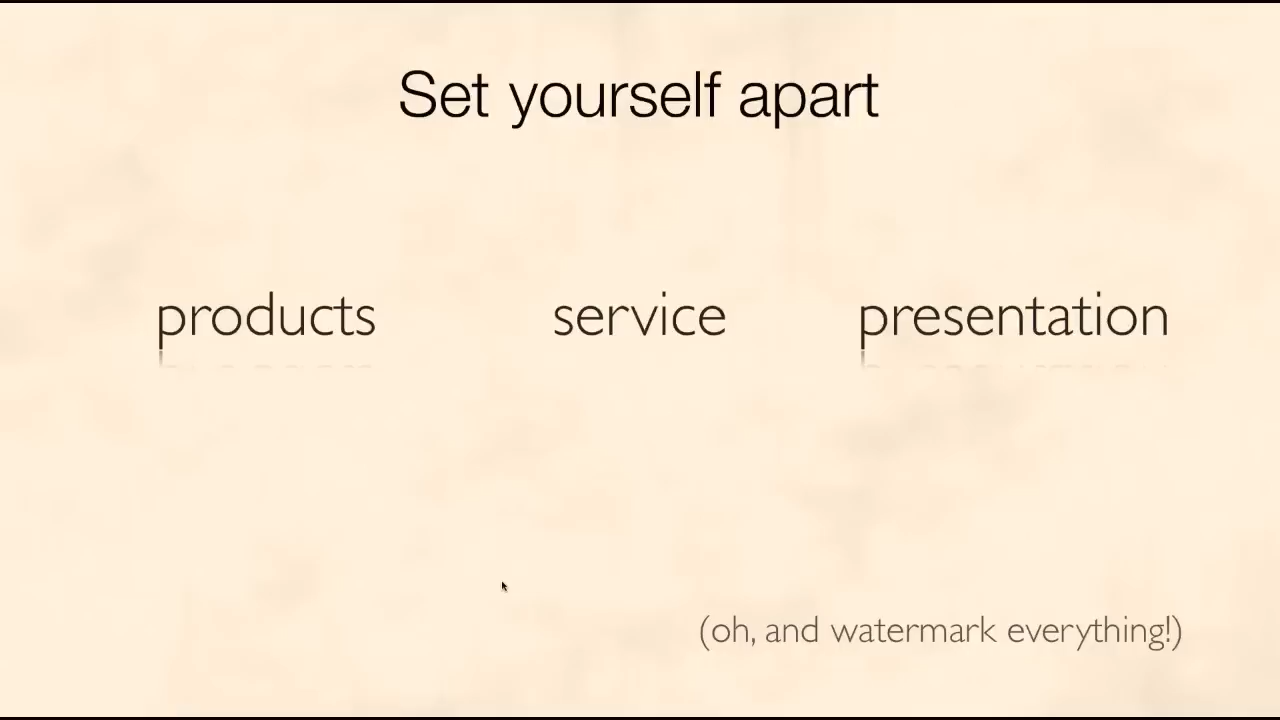 Set yourself apart
products service presentation
(oh, and watermark everything!)